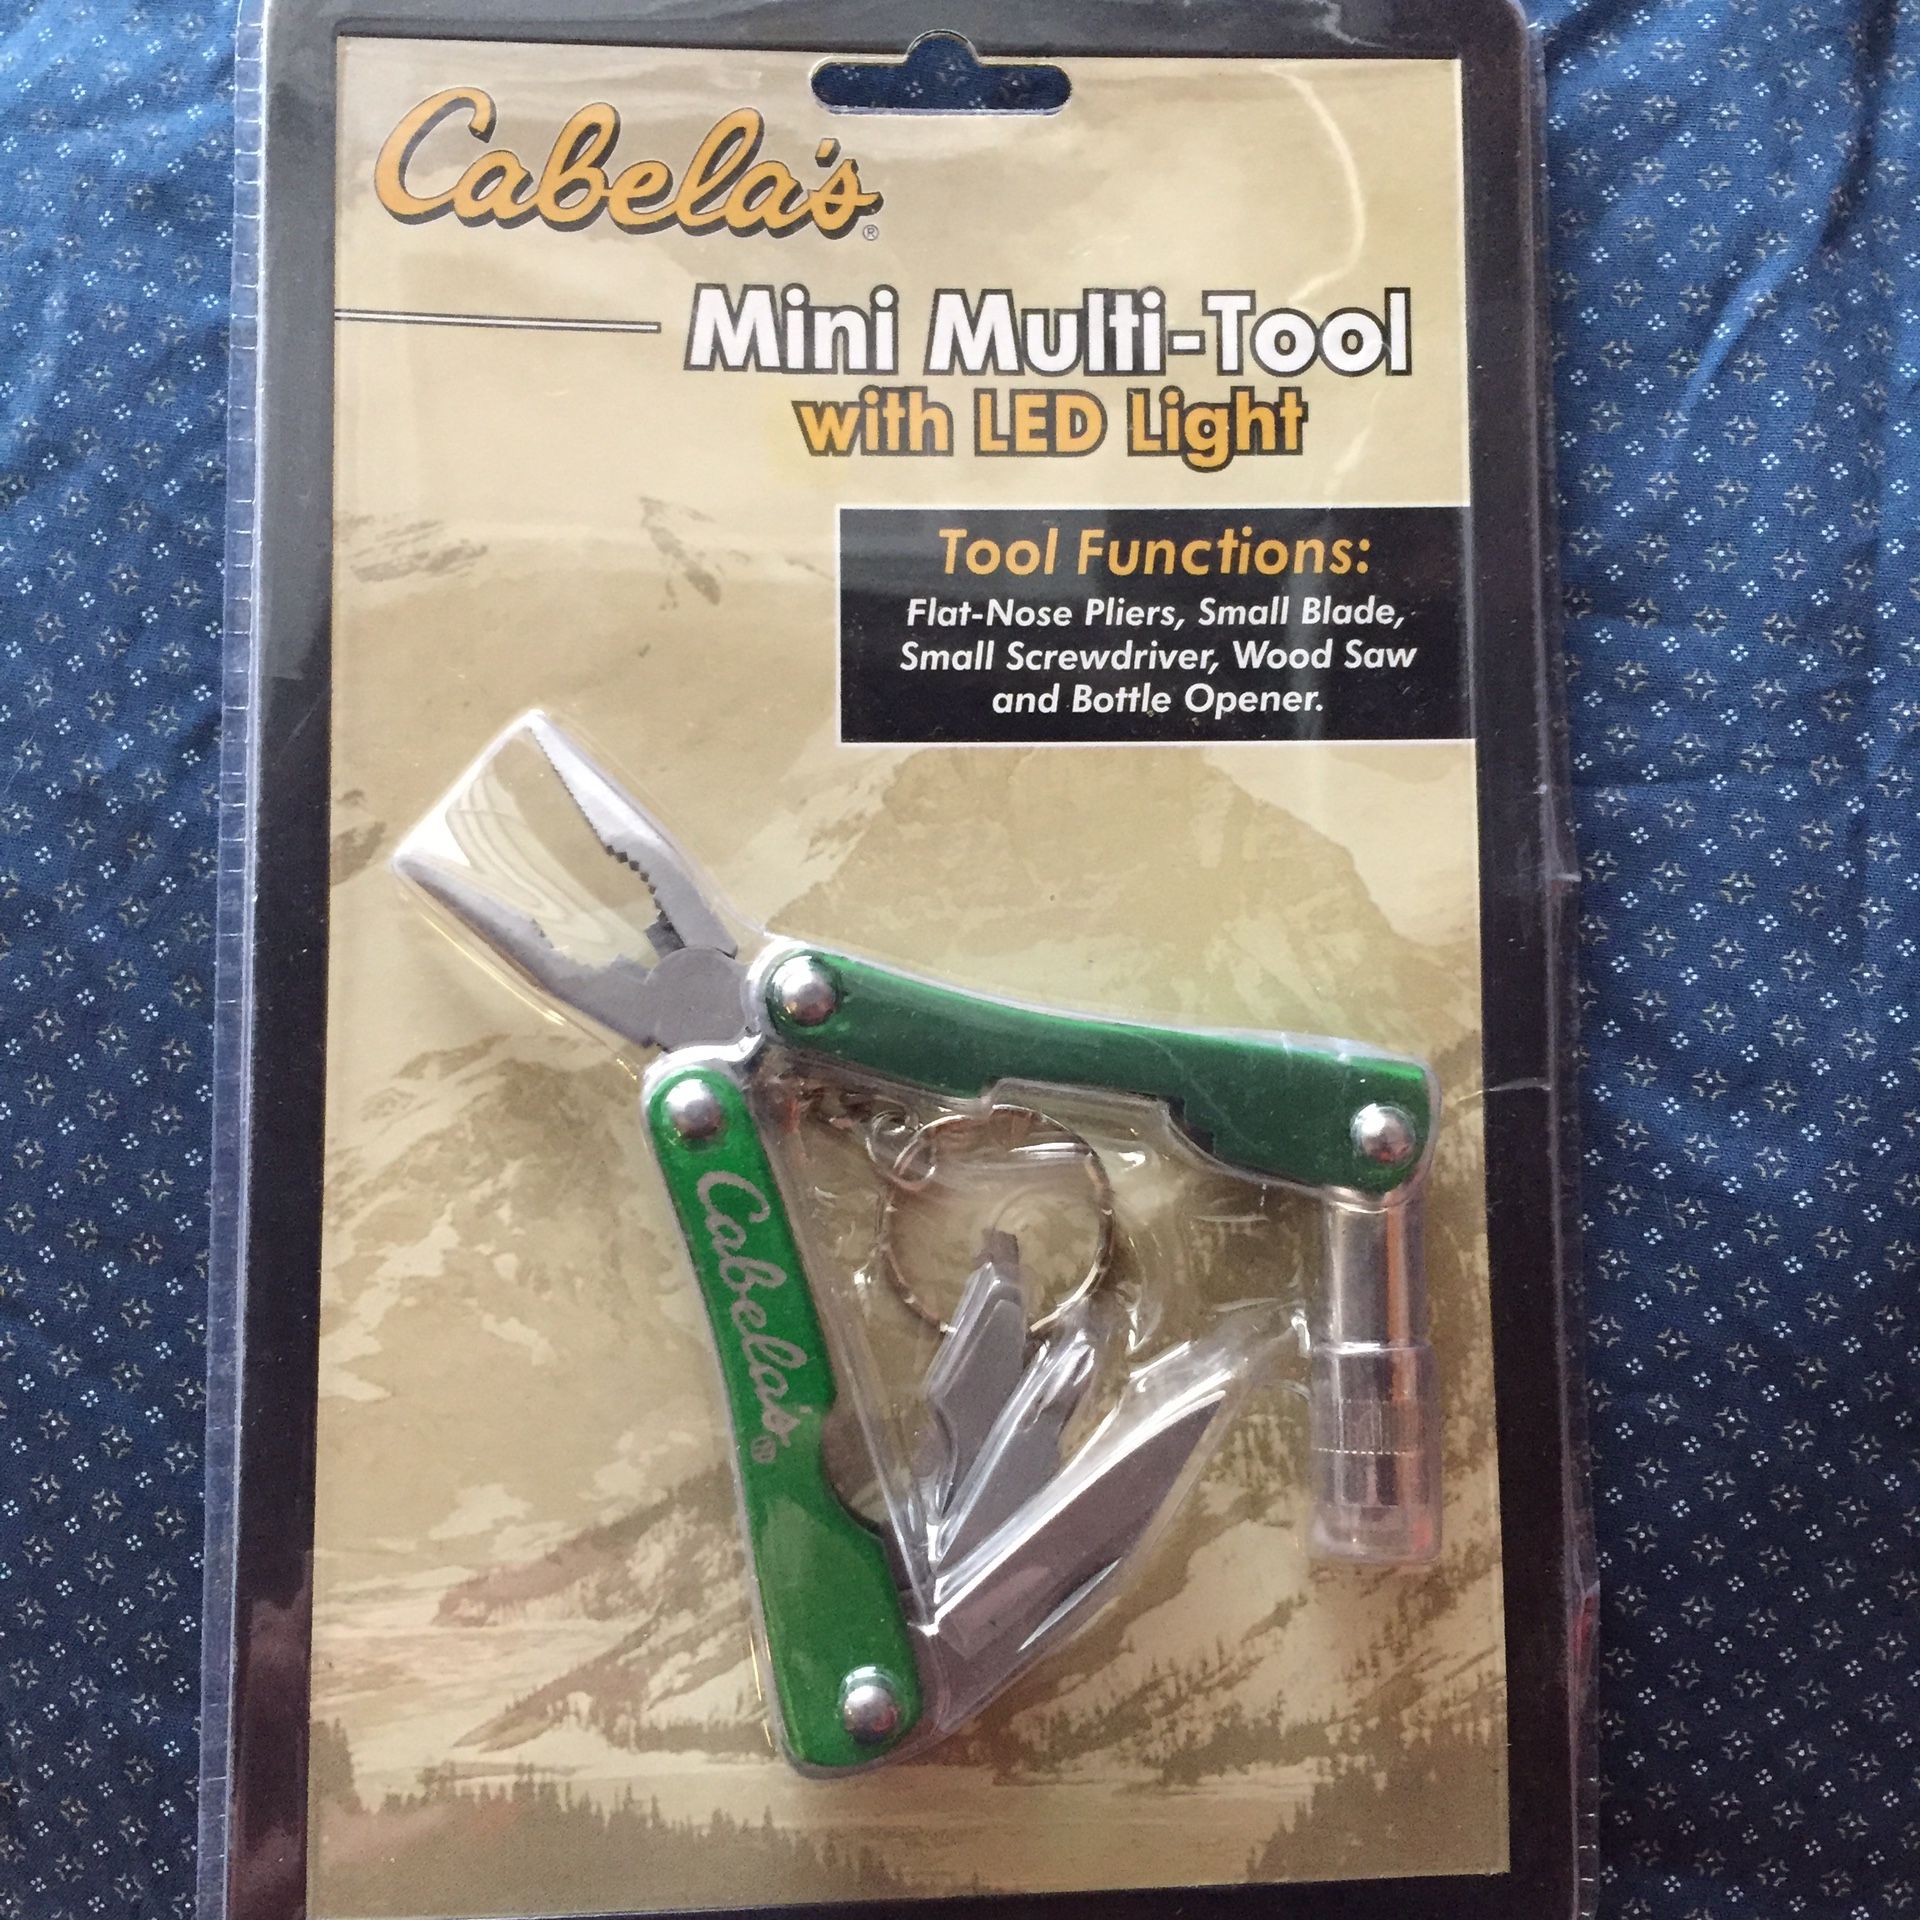 Cabela's®
Mini Multi-Tool
with LED Light
Tool Functions:
Flat-Nose Pliers, Small Blade,
Small Screwdriver, Wood Saw
and Bottle Opener.
Cabela's®